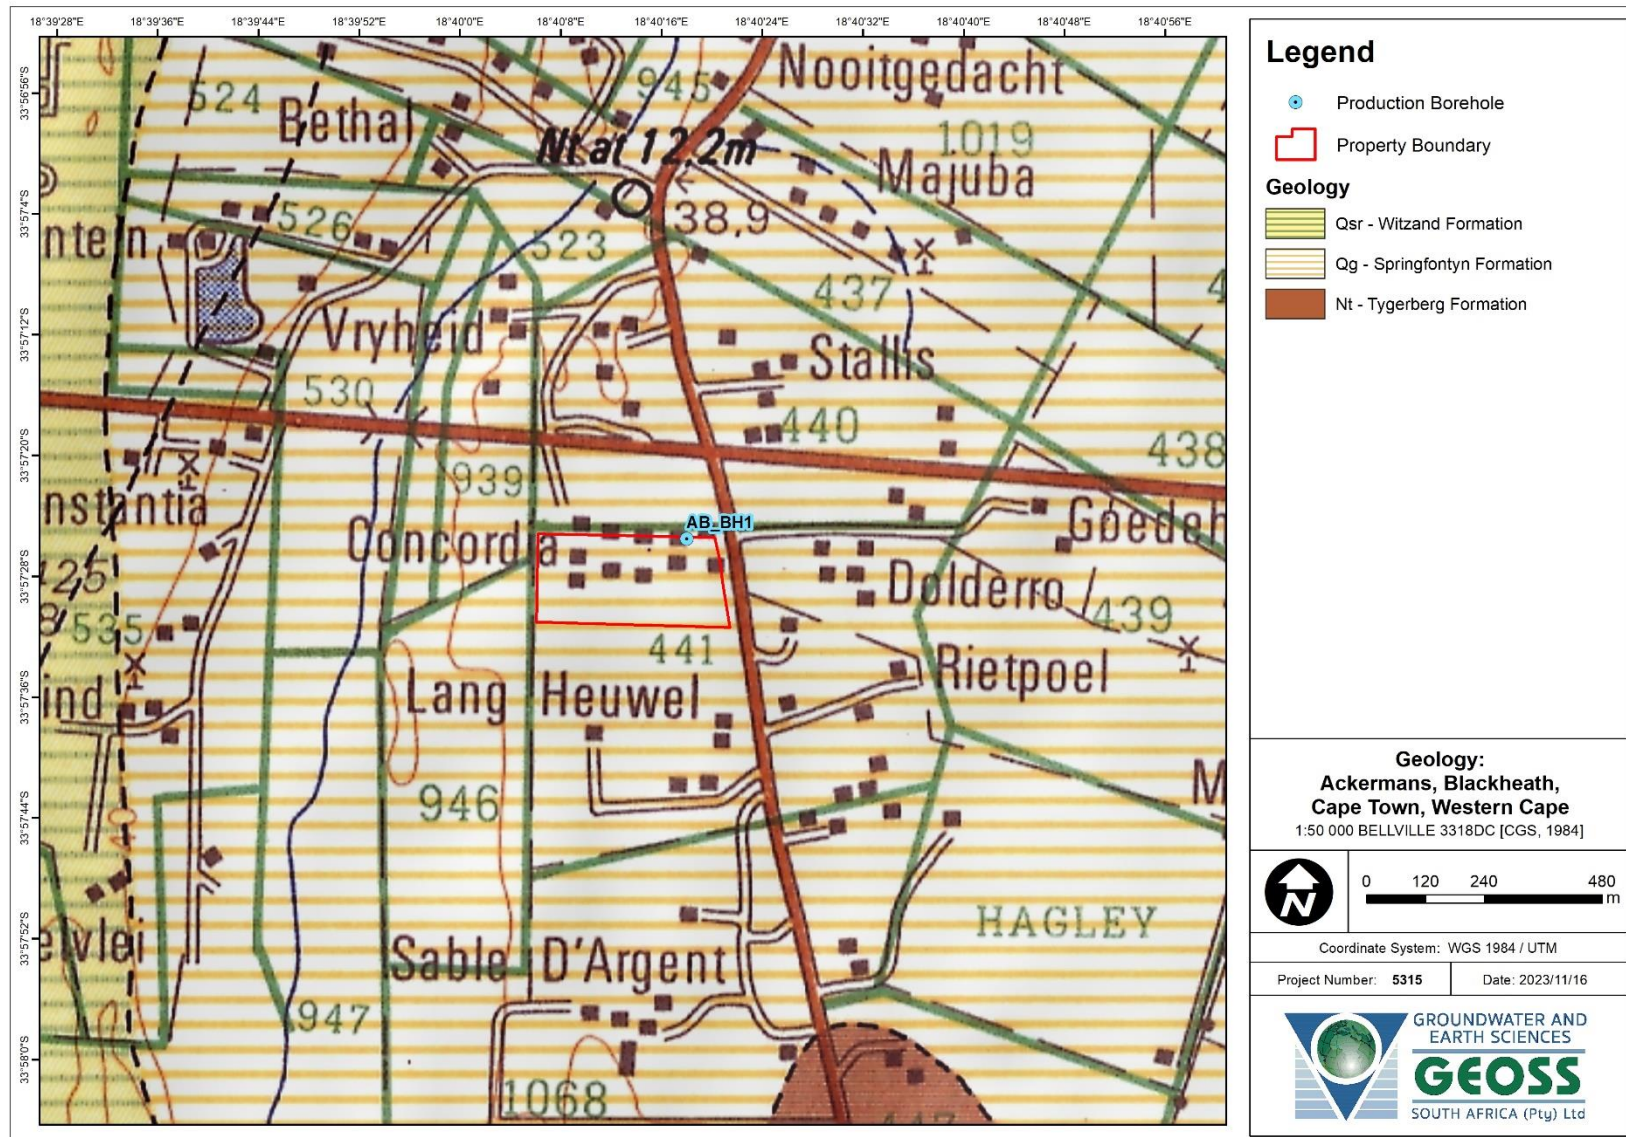 18°39'28"E 18°39'36"E 18°39'44"E 18°39'52"E 18°40'0"E 18°40'8"E 18°40'16"E 18°40'24"E 18°40'32"E 18°40'40"E 18°40'48"E 18°40'56"E
33°56'56"S
33°57'4"S
33°57'12"S
33°57'20"S
33°57'28"S
33°57'36"S
33°57'44"S
33°57'52"S
33°58'0"S
524
Bethal
945
Nooitgedacht
1019
Nt at 12,2m
Majuba
526
38,9
523
ntein
437
4
Vryheid
Stallis
530
440
438
939
nstantia
AB_BH1
Goedeh
Concordia
425
Dolderro
439
8
535
441
Rietpoel
ind
Lang Heuwel
M
946
40
HAGLEY
elvlei
Sable D'Argent
947
1068
Legend
Production Borehole
Property Boundary
Geology
Qsr - Witzand Formation
Qg - Springfontyn Formation
Nt - Tygerberg Formation
Geology:
Ackermans, Blackheath,
Cape Town, Western Cape
1:50 000 BELLVILLE 3318DC [CGS, 1984]
N
0 120 240 480
m
Coordinate System: WGS 1984 / UTM
Project Number: 5315
Date: 2023/11/16
GROUNDWATER AND
EARTH SCIENCES
GEOSS
SOUTH AFRICA (Pty) Ltd